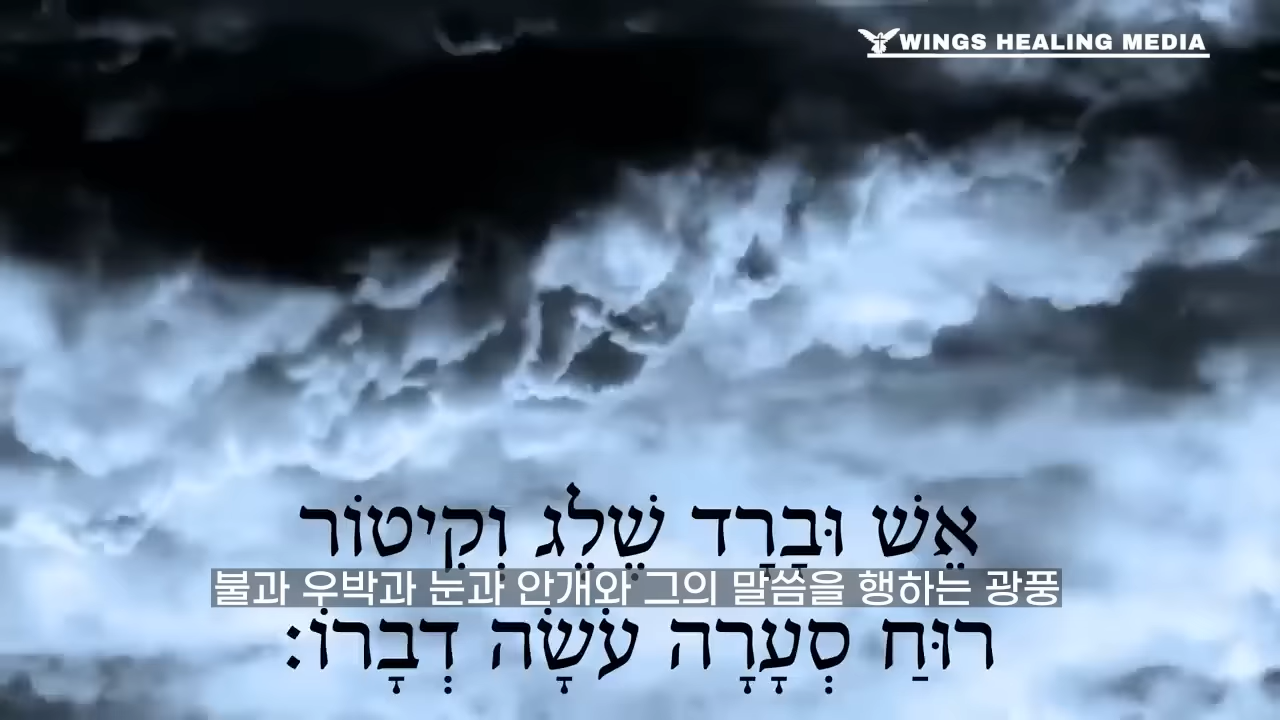 WINGS HEALING MEDIA
אֵשׁ וּבָרָד שֶׁלֶג וְקִיטוֹר
불과 우박과 눈과 안개와 그의 말씀을 행하는 광풍
רוּחַ סְעָרָה עֹשָׂה דְבָרוֹ׃